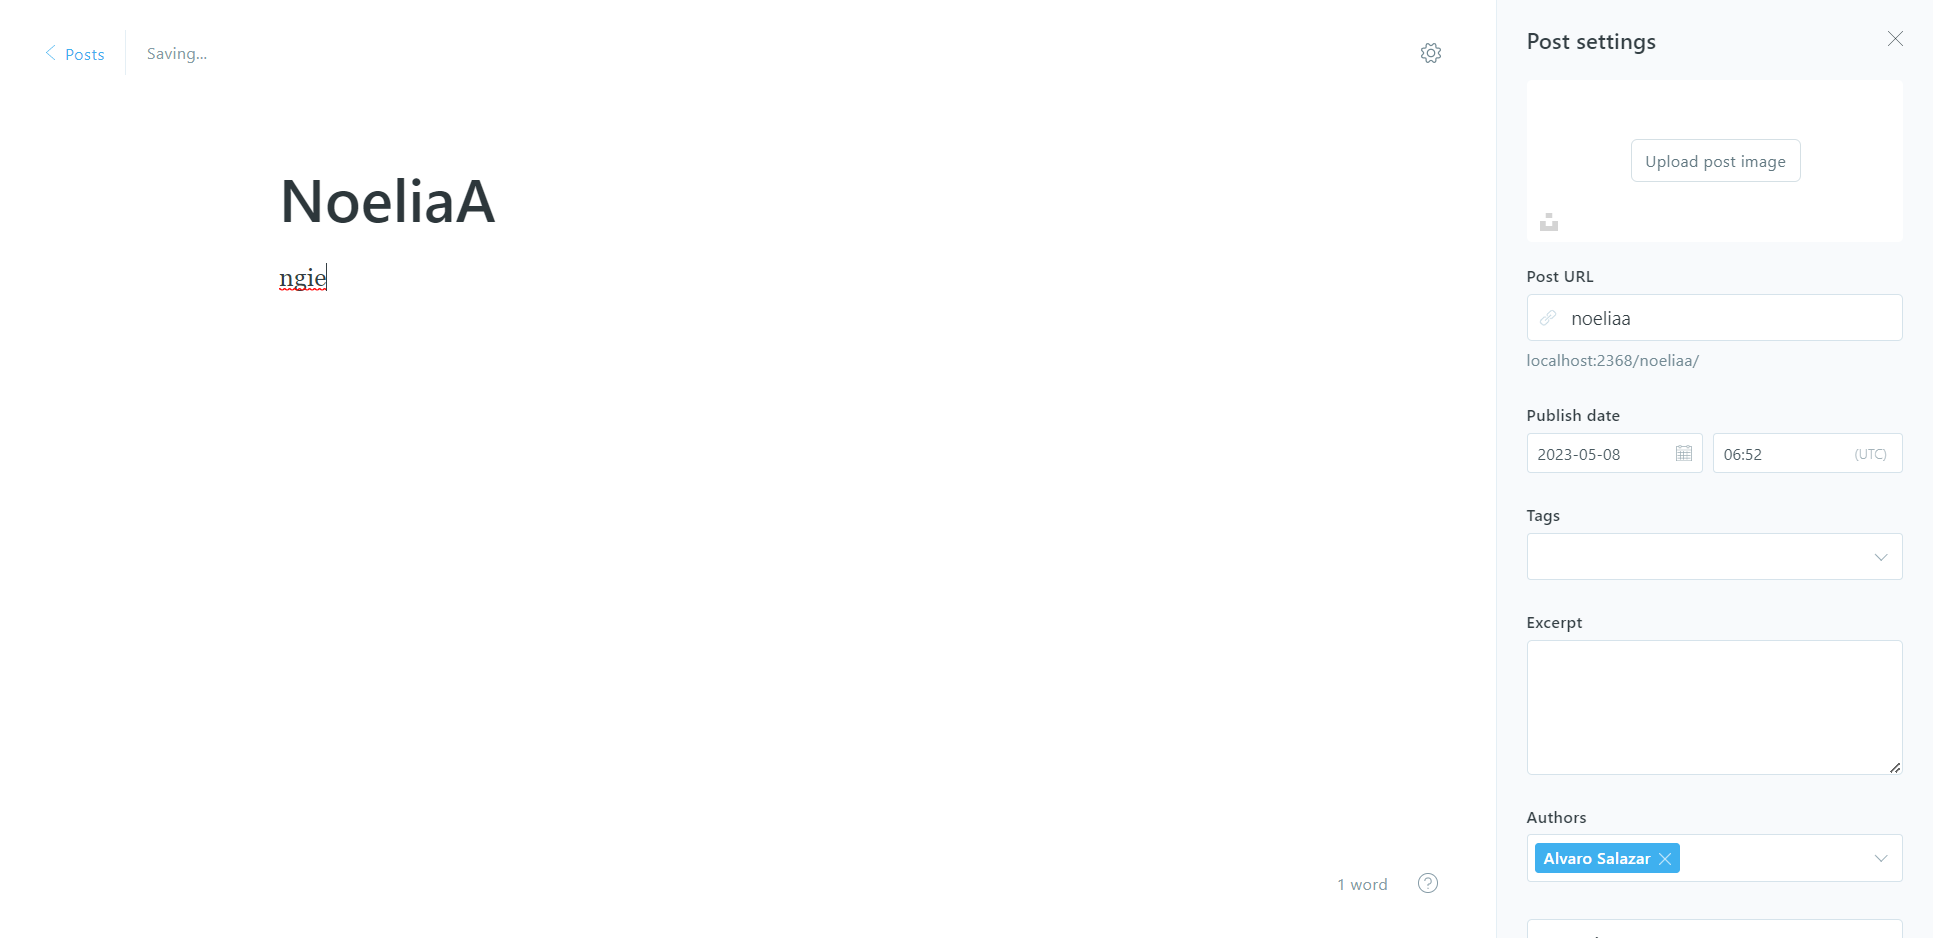 Posts
Saving...
NoeliaA
ngie
1 word
Post settings
Upload post image
Post URL
noeliaa
localhost:2368/noeliaa/
Publish date
2023-05-08
06:52 (UTC)
Tags
Excerpt
Authors
Alvaro Salazar